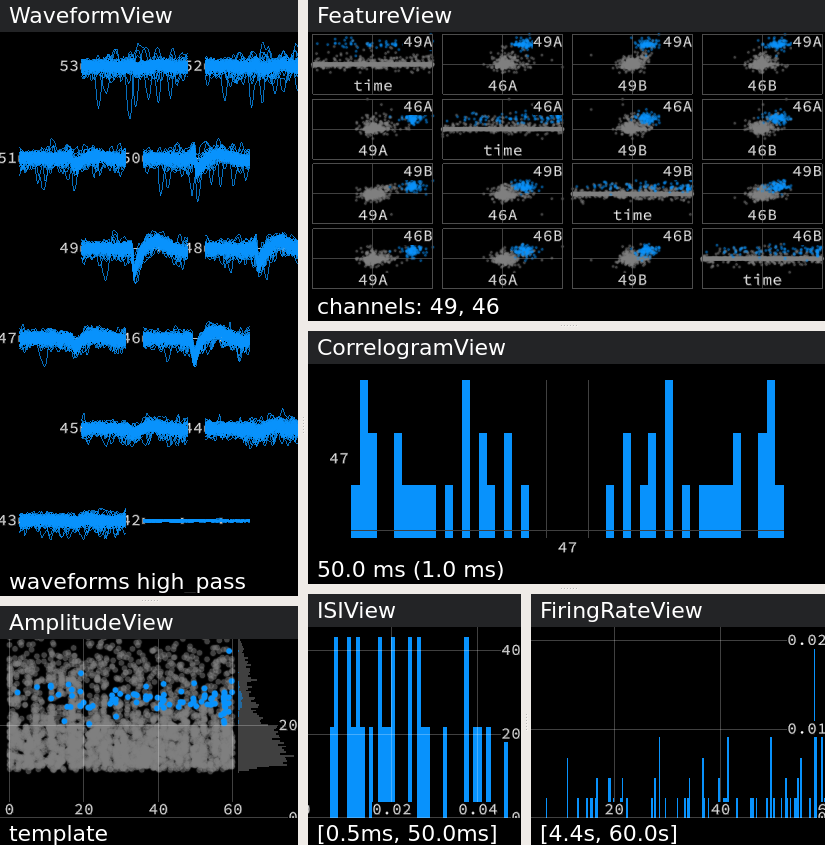 WaveformView
53 52
51 50
49 48
47 46
45 44
43 42
waveforms high_pass
FeatureView
49A 49A 49A 49A
time 46A 49B 46B
46A 46A 46A 46A
49A time 49B 46B
49B 49B 49B 49B
49A 46A time 46B
46B 46B 46B 46B
49A 46A 49B time
channels: 49, 46
CorrelogramView
47
47
50.0 ms (1.0 ms)
AmplitudeView
20
0 20 40 60 0
template
ISIView
40
20
0.02 0.04 0
[0.5ms, 50.0ms]
FiringRateView
0.02
0.01
20 40
[4.4s, 60.0s]